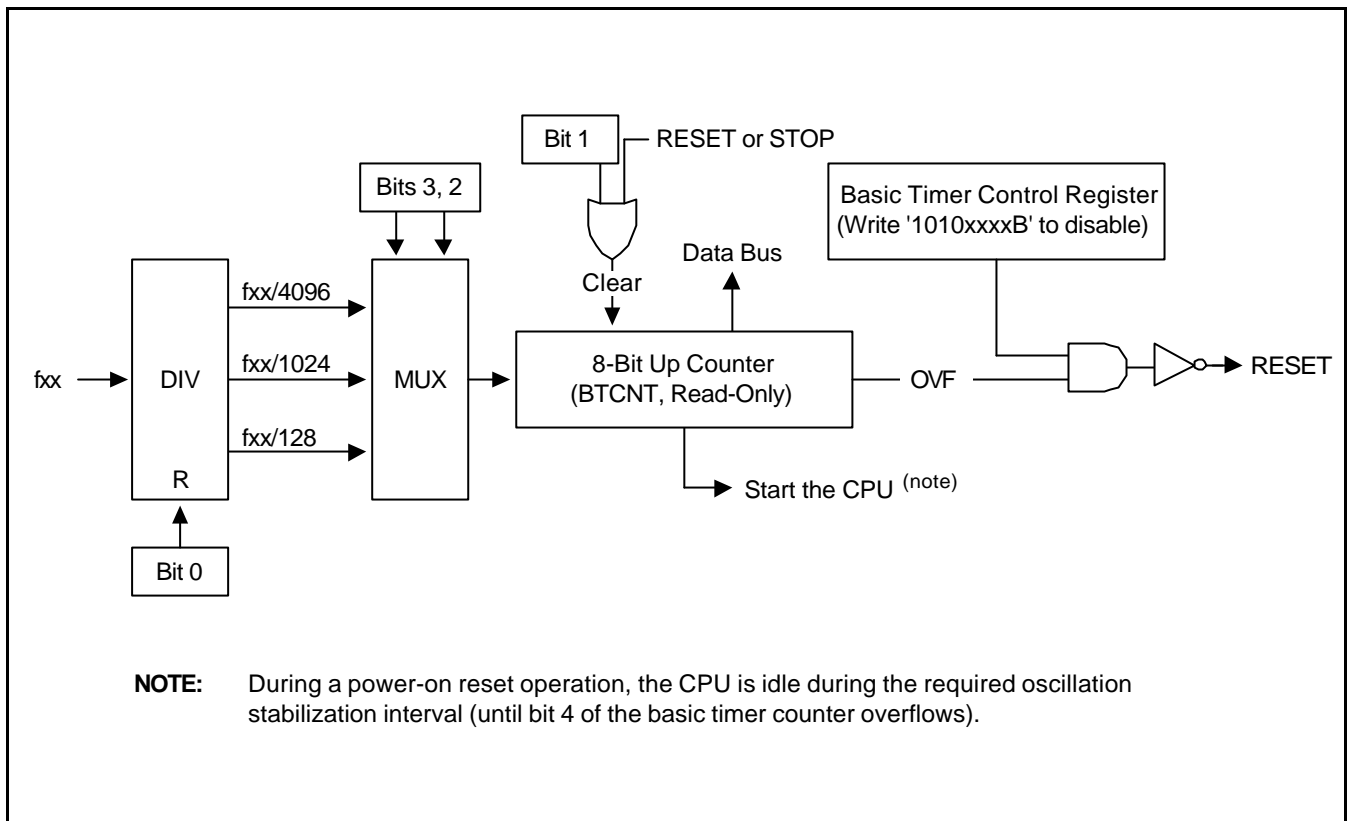 Bit 1
RESET or STOP
Bits 3, 2
Basic Timer Control Register
(Write '1010xxxxB' to disable)
Data Bus
Clear
fxx/4096
fxx
DIV
fxx/1024
MUX
8-Bit Up Counter
(BTCNT, Read-Only)
OVF
RESET
fxx/128
R
Start the CPU (note)
Bit 0
NOTE: During a power-on reset operation, the CPU is idle during the required oscillation
stabilization interval (until bit 4 of the basic timer counter overflows).